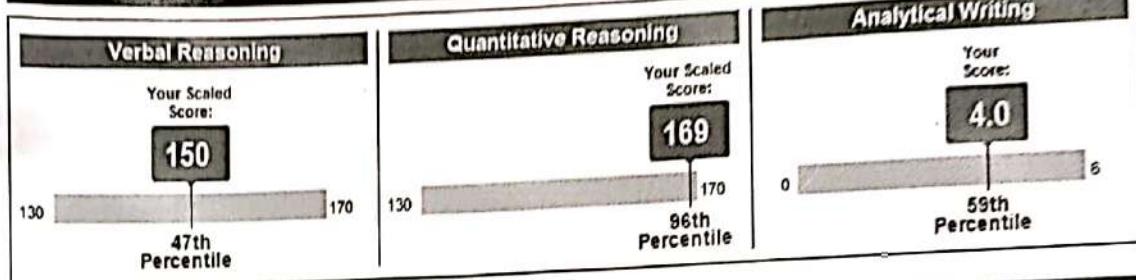 Verbal Reasoning
Your Scaled
Score:
150
130
170
47th
Percentile
Quantitative Reasoning
Your Scaled
Score:
169
130
170
96th
Percentile
Analytical Writing
Your
Score:
4.0
0
6
59th
Percentile